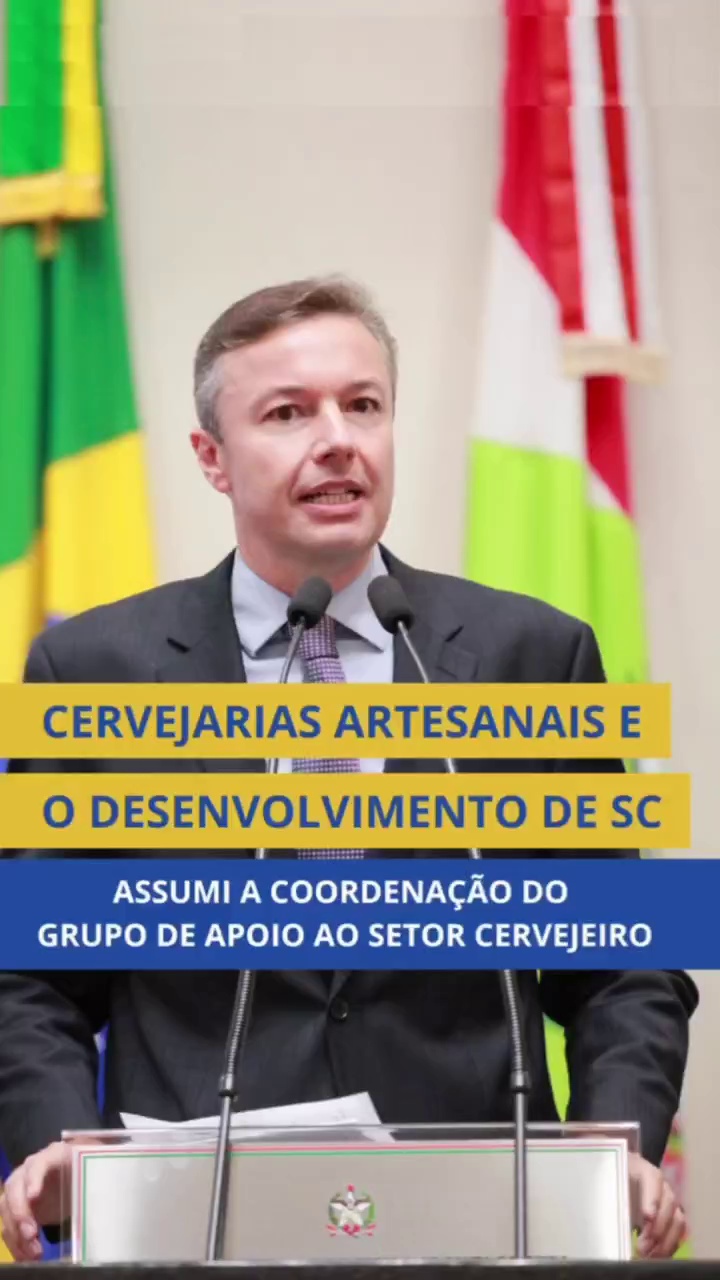 CERVEJARIAS ARTESANAIS E
O DESENVOLVIMENTO DE SC
ASSUMI A COORDENAÇÃO DO
GRUPO DE APOIO AO SETOR CERVEJEIRO